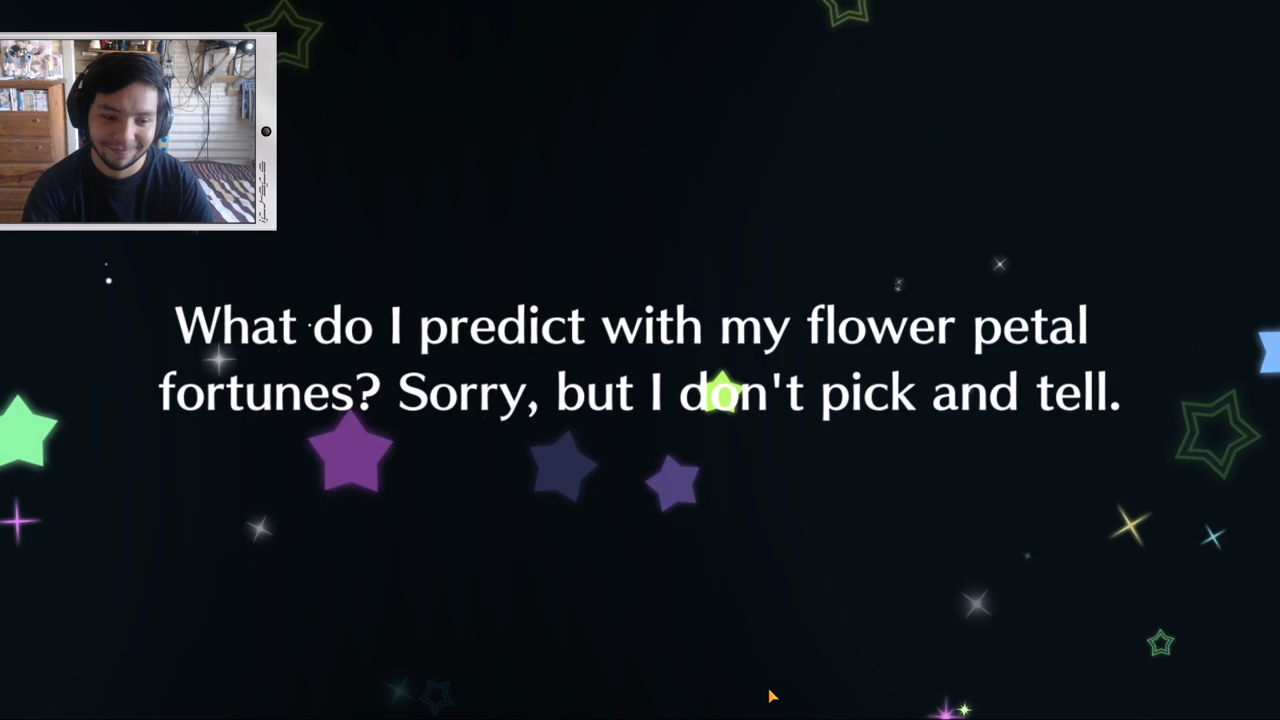 What do I predict with my flower petal
fortunes? Sorry, but I don't pick and tell.